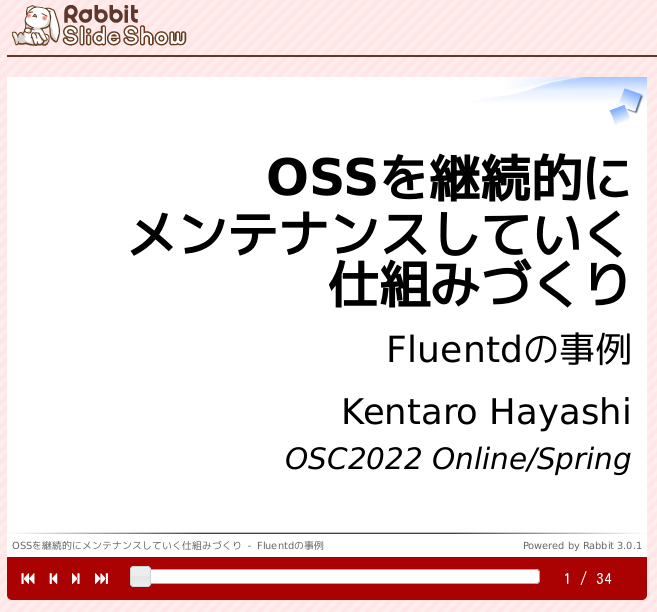 Rabbit
Slide Show
OSSを継続的に
メンテナンスしていく
仕組みづくり
Fluentdの事例
Kentaro Hayashi
OSC2022 Online/Spring
OSSを継続的にメンテナンスしていく仕組みづくり - Fluentdの事例
Powered by Rabbit 3.0.1
1 / 34